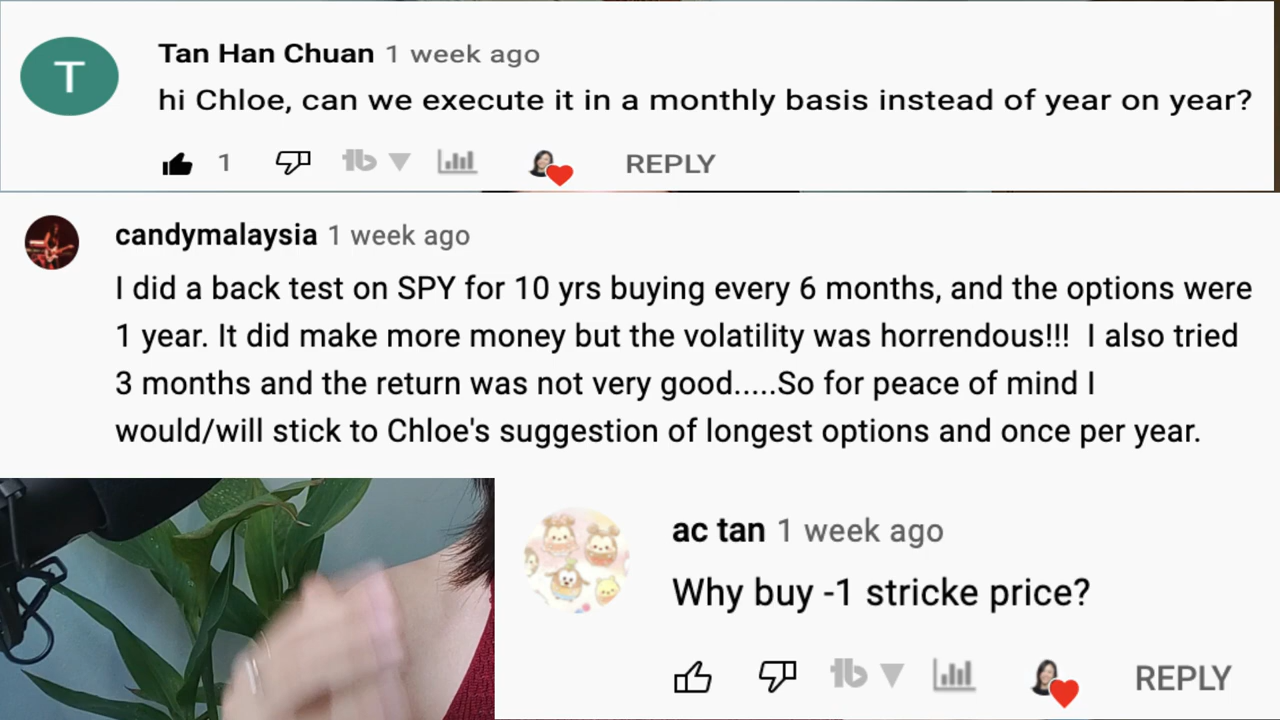 T
Tan Han Chuan 1 week ago
hi Chloe, can we execute it in a monthly basis instead of year on year?
1
tb
REPLY
candymalaysia 1 week ago
I did a back test on SPY for 10 yrs buying every 6 months, and the options were
1 year. It did make more money but the volatility was horrendous!!! I also tried
3 months and the return was not very good.....So for peace of mind I
would/will stick to Chloe's suggestion of longest options and once per year.
ac tan 1 week ago
Why buy -1 stricke price?
tb
REPLY